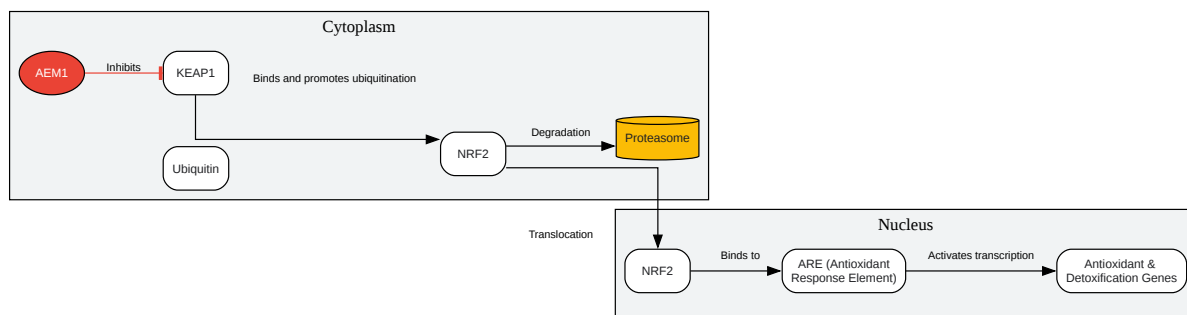 Cytoplasm
AEM1
Inhibits
KEAP1
Binds and promotes ubiquitination
Ubiquitin
NRF2
Degradation
Proteasome
Translocation
Nucleus
NRF2
Binds to
ARE (Antioxidant
Response Element)
Activates transcription
Antioxidant &
Detoxification Genes